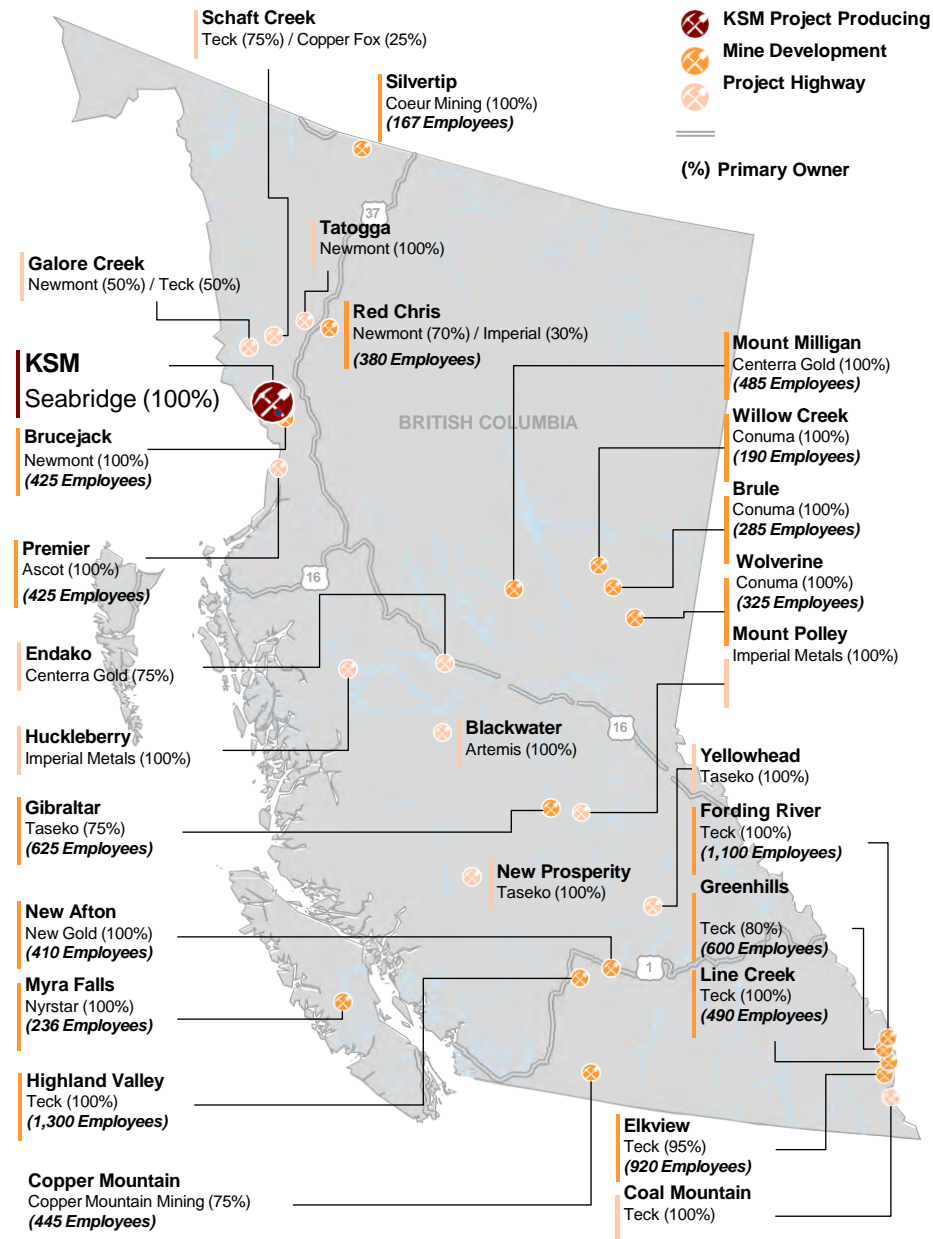 Schaft Creek
Teck (75%) / Copper Fox (25%)
KSM Project Producing
Mine Development
Project Highway
(%) Primary Owner
Silvertip
Coeur Mining (100%)
(167 Employees)
37
Tatogga
Newmont (100%)
Galore Creek
Newmont (50%) / Teck (50%)
Red Chris
Newmont (70%) / Imperial (30%)
(380 Employees)
KSM
Seabridge (100%)
BRITISH COLUMBIA
Mount Milligan
Centerra Gold (100%)
(485 Employees)
Willow Creek
Conuma (100%)
(190 Employees)
Brucejack
Newmont (100%)
(425 Employees)
Brule
Conuma (100%)
(285 Employees)
Premier
Ascot (100%)
(425 Employees)
16
Wolverine
Conuma (100%)
(325 Employees)
Mount Polley
Imperial Metals (100%)
Endako
Centerra Gold (75%)
Huckleberry
Imperial Metals (100%)
Blackwater
Artemis (100%)
16
Yellowhead
Taseko (100%)
Gibraltar
Taseko (75%)
(625 Employees)
Fording River
Teck (100%)
(1,100 Employees)
New Prosperity
Taseko (100%)
Greenhills
Teck (80%)
(600 Employees)
New Afton
New Gold (100%)
(410 Employees)
1
Line Creek
Teck (100%)
(490 Employees)
Myra Falls
Nyrstar (100%)
(236 Employees)
Highland Valley
Teck (100%)
(1,300 Employees)
Elkview
Teck (95%)
(920 Employees)
Copper Mountain
Copper Mountain Mining (75%)
(445 Employees)
Coal Mountain
Teck (100%)